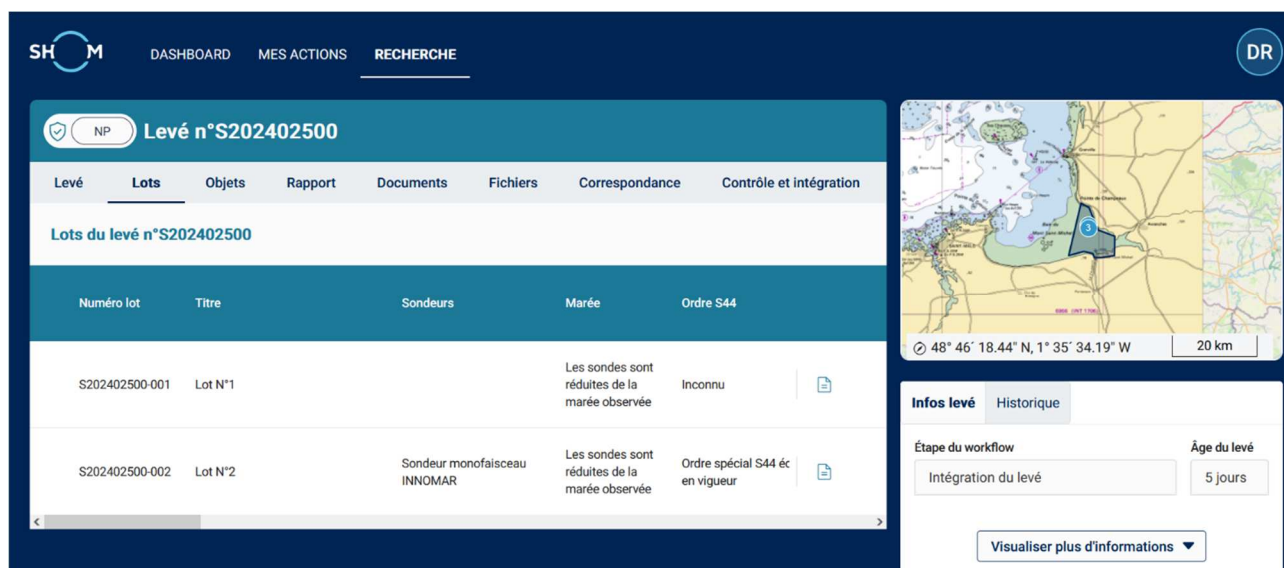 SHOM
DASHBOARD MES ACTIONS RECHERCHE
DR
NP Levé n°S202402500
Levé Lots Objets Rapport Documents Fichiers Correspondance Contrôle et intégration
Lots du levé n°S202402500
Numéro lot Titre Sondeurs Marée Ordre S44
S202402500-001 Lot N°1
Les sondes sont
réduites de la
marée observée
Inconnu
S202402500-002 Lot N°2
Sondeur monofaisceau
INNOMAR
Les sondes sont
réduites de la
marée observée
Ordre spécial S44 éc
en vigueur
3
48° 46´ 18.44" N, 1° 35´ 34.19" W
20 km
Infos levé Historique
Étape du workflow Âge du levé
Intégration du levé 5 jours
Visualiser plus d'informations